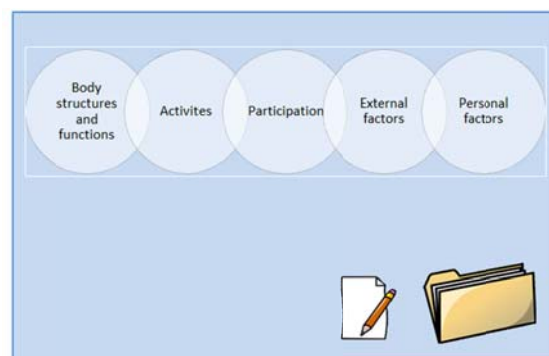 Body
structures
and
functions
Activites
Participation
External
factors
Personal
factors